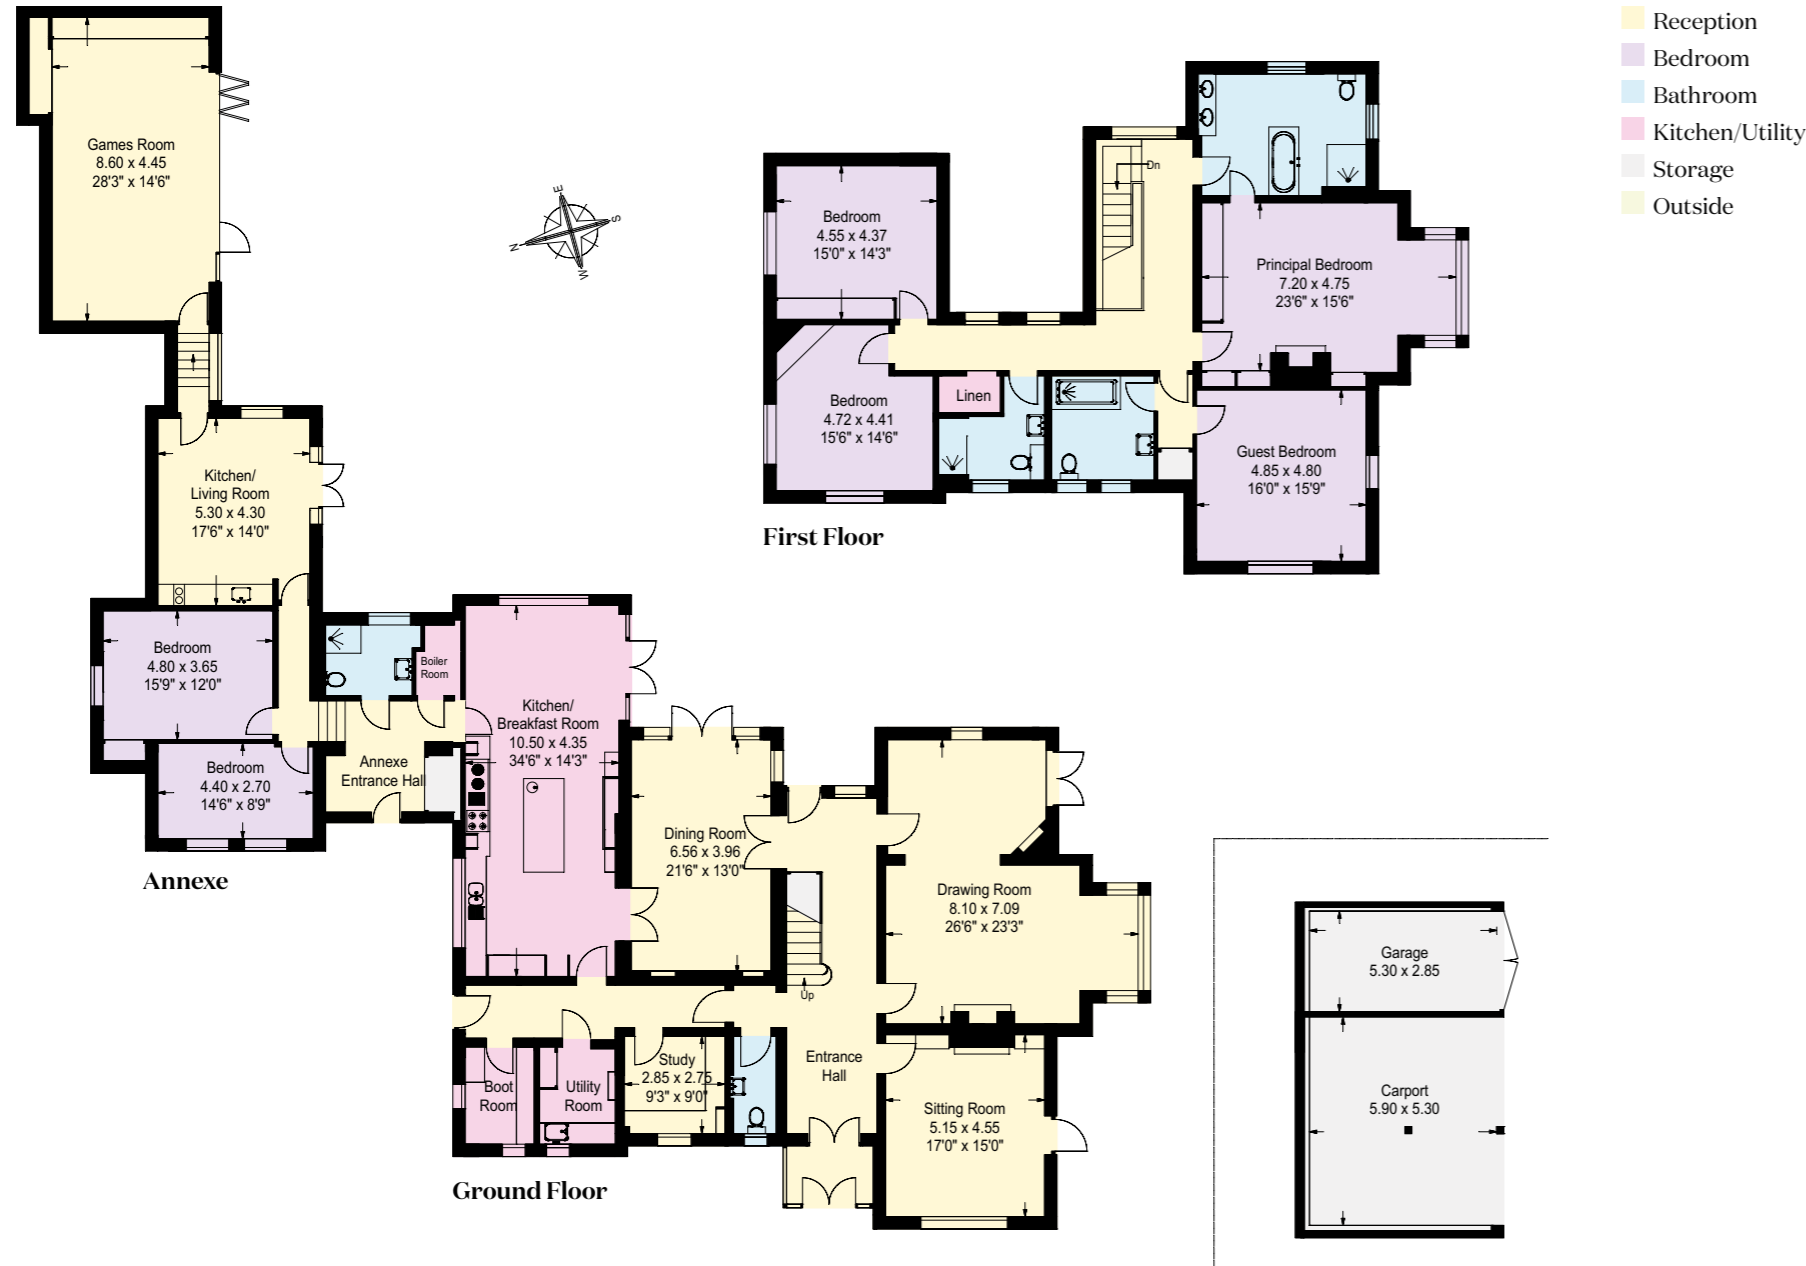 Reception
Bedroom
Bathroom
Kitchen/Utility
Storage
Outside
Games Room
8.60 x 4.45
28'3" x 14'6"
E
S
N
W
Dn
Bedroom
4.55 x 4.37
15'0" x 14'3"
Principal Bedroom
7.20 x 4.75
23'6" x 15'6"
Bedroom
4.72 x 4.41
15'6" x 14'6"
Linen
Guest Bedroom
4.85 x 4.80
16'0" x 15'9"
First Floor
Kitchen/
Living Room
5.30 x 4.30
17'6" x 14'0"
Bedroom
4.80 x 3.65
15'9" x 12'0"
Boiler
Room
Bedroom
4.40 x 2.70
14'6" x 8'9"
Annexe
Entrance Hall
Annexe
Kitchen/
Breakfast Room
10.50 x 4.35
34'6" x 14'3"
Dining Room
6.56 x 3.96
21'6" x 13'0"
Drawing Room
8.10 x 7.09
26'6" x 23'3"
Up
Entrance
Hall
Boot
Room
Utility
Room
Study
2.85 x 2.75
9'3" x 9'0"
Sitting Room
5.15 x 4.55
17'0" x 15'0"
Ground Floor
Garage
5.30 x 2.85
Carport
5.90 x 5.30